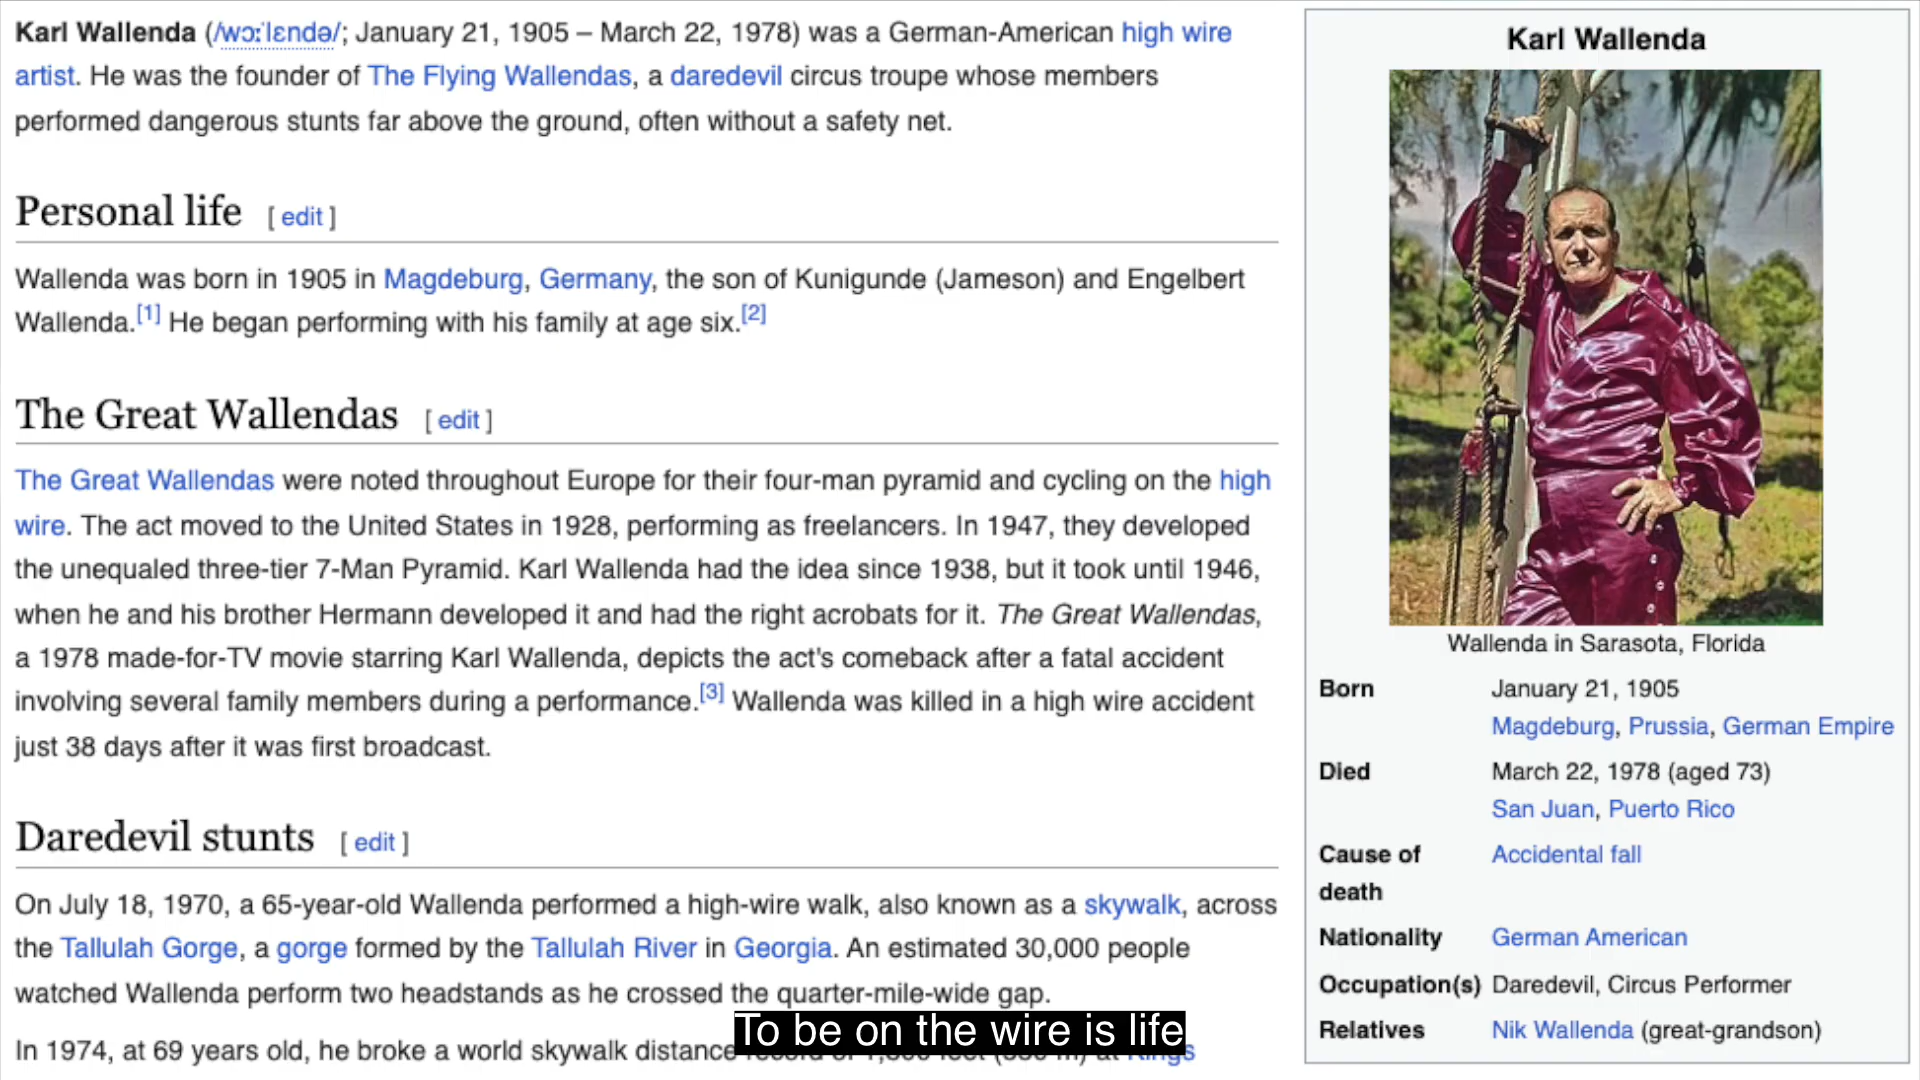 Karl Wallenda (/wɔːˈlɛndə/; January 21, 1905 – March 22, 1978) was a German-American high wire
artist. He was the founder of The Flying Wallendas, a daredevil circus troupe whose members
performed dangerous stunts far above the ground, often without a safety net.
Personal life [ edit ]
Wallenda was born in 1905 in Magdeburg, Germany, the son of Kunigunde (Jameson) and Engelbert
Wallenda.[1] He began performing with his family at age six.[2]
The Great Wallendas [ edit ]
The Great Wallendas were noted throughout Europe for their four-man pyramid and cycling on the high
wire. The act moved to the United States in 1928, performing as freelancers. In 1947, they developed
the unequaled three-tier 7-Man Pyramid. Karl Wallenda had the idea since 1938, but it took until 1946,
when he and his brother Hermann developed it and had the right acrobats for it. The Great Wallendas,
a 1978 made-for-TV movie starring Karl Wallenda, depicts the act's comeback after a fatal accident
involving several family members during a performance.[3] Wallenda was killed in a high wire accident
just 38 days after it was first broadcast.
Daredevil stunts [ edit ]
On July 18, 1970, a 65-year-old Wallenda performed a high-wire walk, also known as a skywalk, across
the Tallulah Gorge, a gorge formed by the Tallulah River in Georgia. An estimated 30,000 people
watched Wallenda perform two headstands as he crossed the quarter-mile-wide gap.
In 1974, at 69 years old, he broke a world skywalk distance
To be on the wire is life
Karl Wallenda
Wallenda in Sarasota, Florida
Born January 21, 1905
Magdeburg, Prussia, German Empire
Died March 22, 1978 (aged 73)
San Juan, Puerto Rico
Cause of Accidental fall
death
Nationality German American
Occupation(s) Daredevil, Circus Performer
Relatives Nik Wallenda (great-grandson)